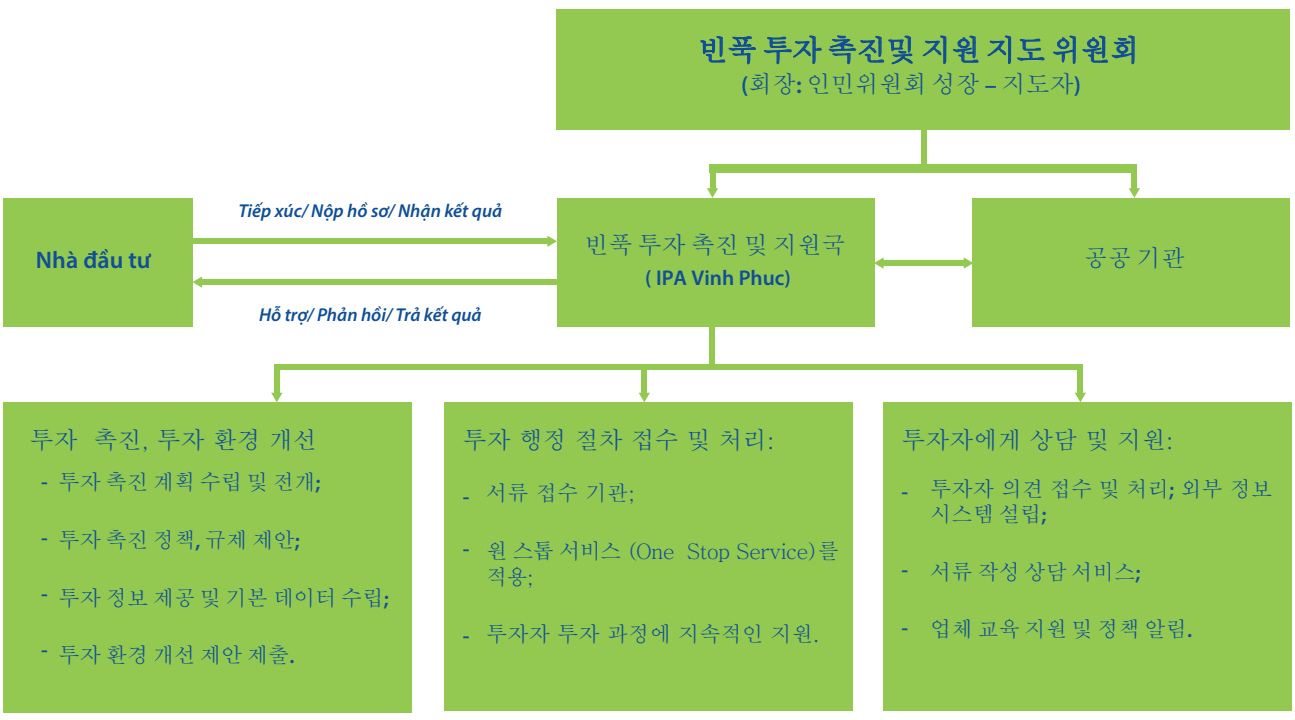 빈푹 투자 촉진및 지원 지도 위원회
(회장: 인민위원회 성장 – 지도자)
Tiếp xúc/ Nộp hồ sơ/ Nhận kết quả
Nhà đầu tư
빈푹 투자 촉진 및 지원국
( IPA Vinh Phuc)
공공 기관
Hỗ trợ/ Phản hồi/ Trả kết quả
투자 촉진, 투자 환경 개선
- 투자 촉진 계획 수립 및 전개;
- 투자 촉진 정책, 규제 제안;
- 투자 정보 제공 및 기본 데이터 수립;
- 투자 환경 개선 제안 제출.
투자 행정 절차 접수 및 처리:
- 서류 접수 기관;
- 원 스톱 서비스 (One Stop Service)를
적용;
- 투자자 투자 과정에 지속적인 지원.
투자자에게 상담 및 지원:
- 투자자 의견 접수 및 처리; 외부 정보
시스템 설립;
- 서류 작성 상담 서비스;
- 업체 교육 지원 및 정책 알림.